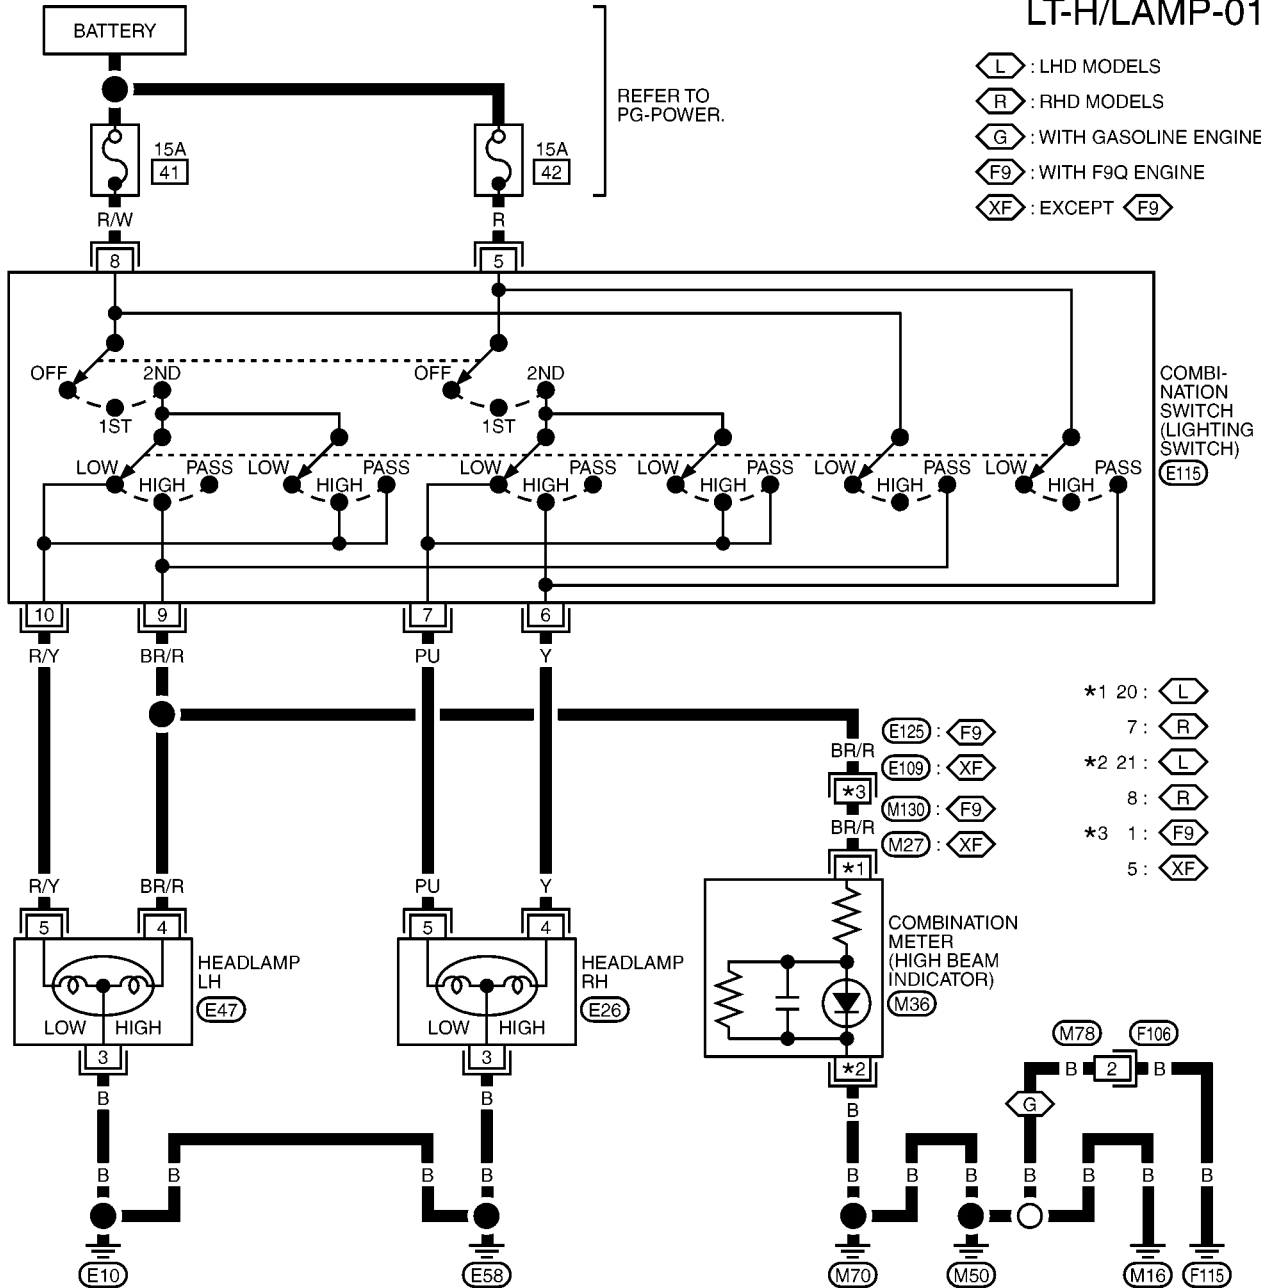 LT-H/LAMP-01
BATTERY
L : LHD MODELS
R : RHD MODELS
G : WITH GASOLINE ENGINE
F9 : WITH F9Q ENGINE
XF : EXCEPT F9
REFER TO
PG-POWER.
15A
41
15A
42
R/W
R
8
5
OFF
2ND
1ST
OFF
2ND
1ST
LOW
HIGH
PASS
LOW
HIGH
PASS
LOW
HIGH
PASS
LOW
HIGH
PASS
LOW
HIGH
PASS
LOW
HIGH
PASS
COMBI-
NATION
SWITCH
(LIGHTING
SWITCH)
E115
10
9
7
6
R/Y
BR/R
PU
Y
*1 20 : L
7 : R
*2 21 : L
8 : R
*3 1 : F9
5 : XF
E125 : F9
BR/R
E109 : XF
*3
M130 : F9
BR/R
M27 : XF
*1
R/Y
BR/R
PU
Y
5
4
5
4
HEADLAMP
LH
E47
LOW
HIGH
HEADLAMP
RH
E26
LOW
HIGH
COMBINATION
METER
(HIGH BEAM
INDICATOR)
M36
3
3
*2
M78
F106
B
2
B
G
B
B
B
B
B
B
B
B
B
B
B
B
B
B
E10
E58
M70
M50
M16
F115